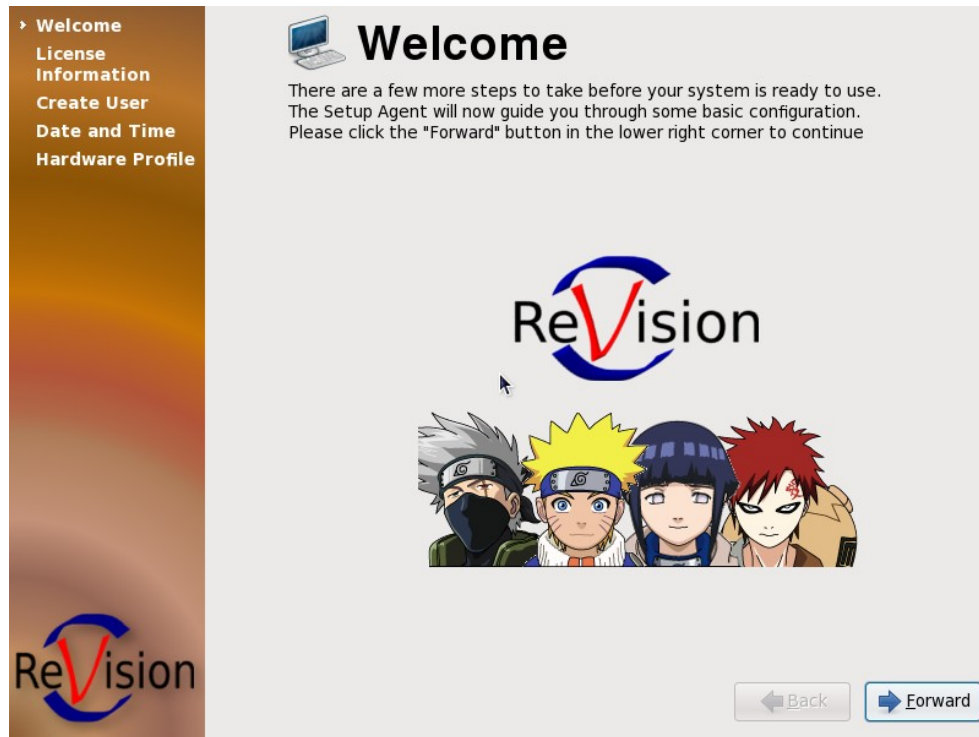 Welcome
License
Information
Create User
Date and Time
Hardware Profile
Welcome
There are a few more steps to take before your system is ready to use.
The Setup Agent will now guide you through some basic configuration.
Please click the "Forward" button in the lower right corner to continue
ReVision
ReVision
Back
Forward